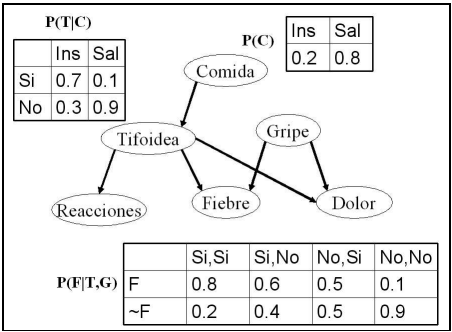 P(T|C)
Ins Sal
Si 0.7 0.1
No 0.3 0.9
P(C)
Ins Sal
0.2 0.8
Comida
Tifoidea
Gripe
Reacciones
Fiebre
Dolor
P(F|T,G)
Si,Si Si,No No,Si No,No
F 0.8 0.6 0.5 0.1
~F 0.2 0.4 0.5 0.9